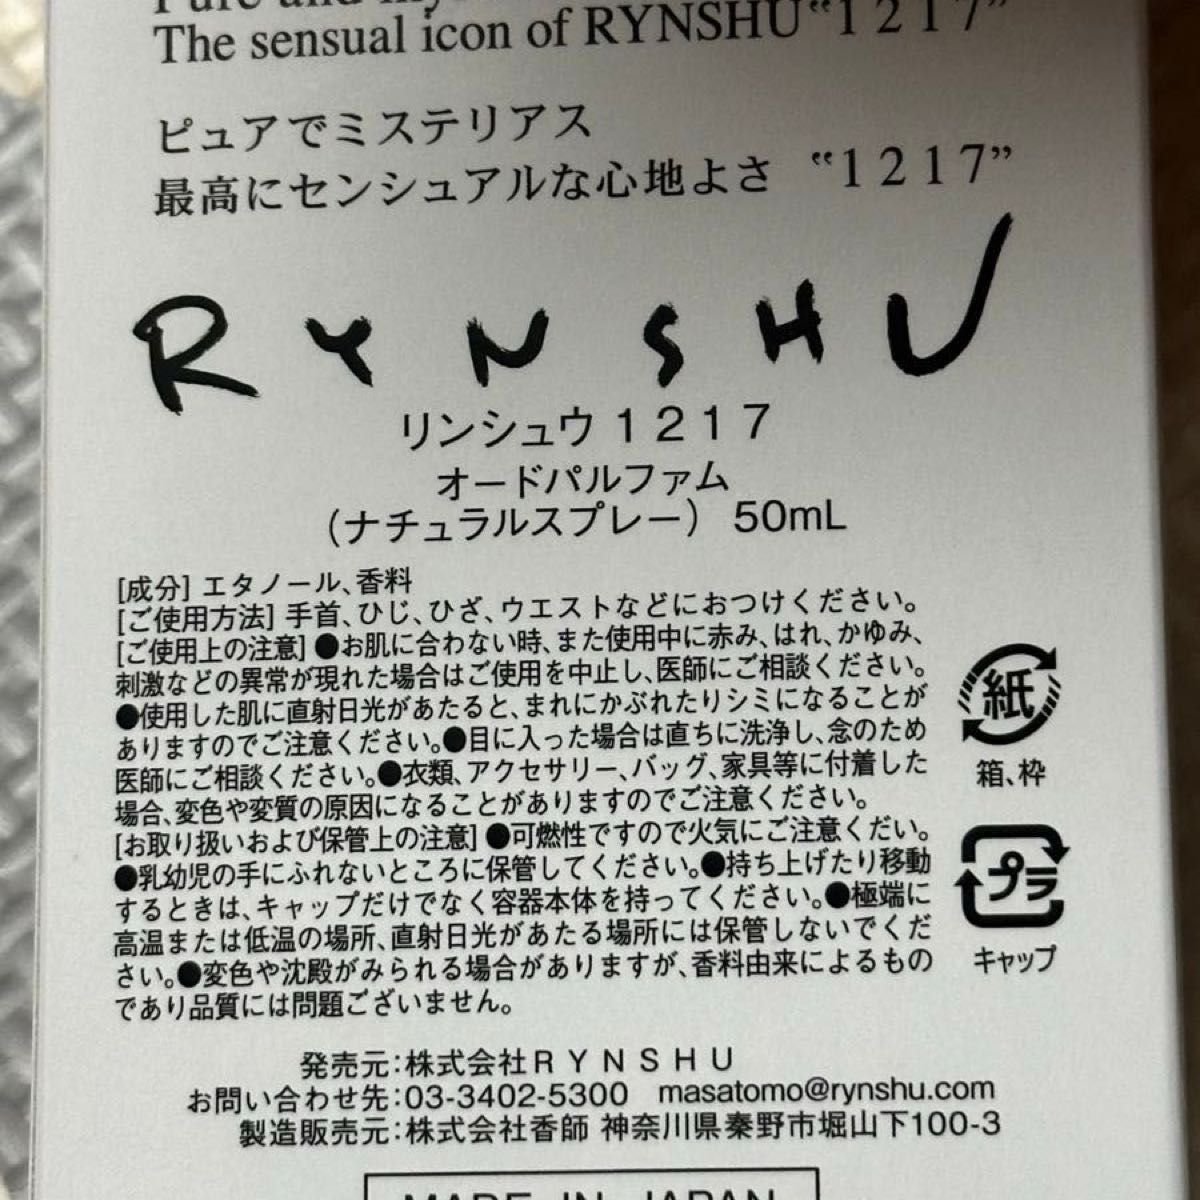 Pure and my
The sensual icon of RYNSHU“1217”
ピュアでミステリアス
最高にセンシュアルな心地よさ “1217”
RYNSHU
リンシュウ１２１７
オードパルファム
（ナチュラルスプレー） 50mL
[成分] エタノール、香料
[ご使用方法] 手首、ひじ、ひざ、ウエストなどにおつけください。
[ご使用上の注意] ●お肌に合わない時、また使用中に赤み、はれ、かゆみ、
刺激などの異常が現れた場合はご使用を中止し、医師にご相談ください。
●使用した肌に直射日光があたると、まれにかぶれたりシミになることが
ありますのでご注意ください。●目に入った場合は直ちに洗浄し、念のため
医師にご相談ください。●衣類、アクセサリー、バッグ、家具等に付着した
場合、変色や変質の原因になることがありますのでご注意ください。
[お取り扱いおよび保管上の注意] ●可燃性ですので火気にご注意くだい。
●乳幼児の手にふれないところに保管してください。●持ち上げたり移動
するときは、キャップだけでなく容器本体を持ってください。●極端に
高温または低温の場所、直射日光があたる場所には保管しないでくだ
さい。●変色や沈殿がみられる場合がありますが、香料由来によるもの
であり品質には問題ございません。
紙
箱、枠
プラ
キャップ
発売元：株式会社ＲＹＮＳＨＵ
お問い合わせ先：03-3402-5300 masatomo@rynshu.com
製造販売元：株式会社香師 神奈川県秦野市堀山下100-3
MADE IN JAPAN